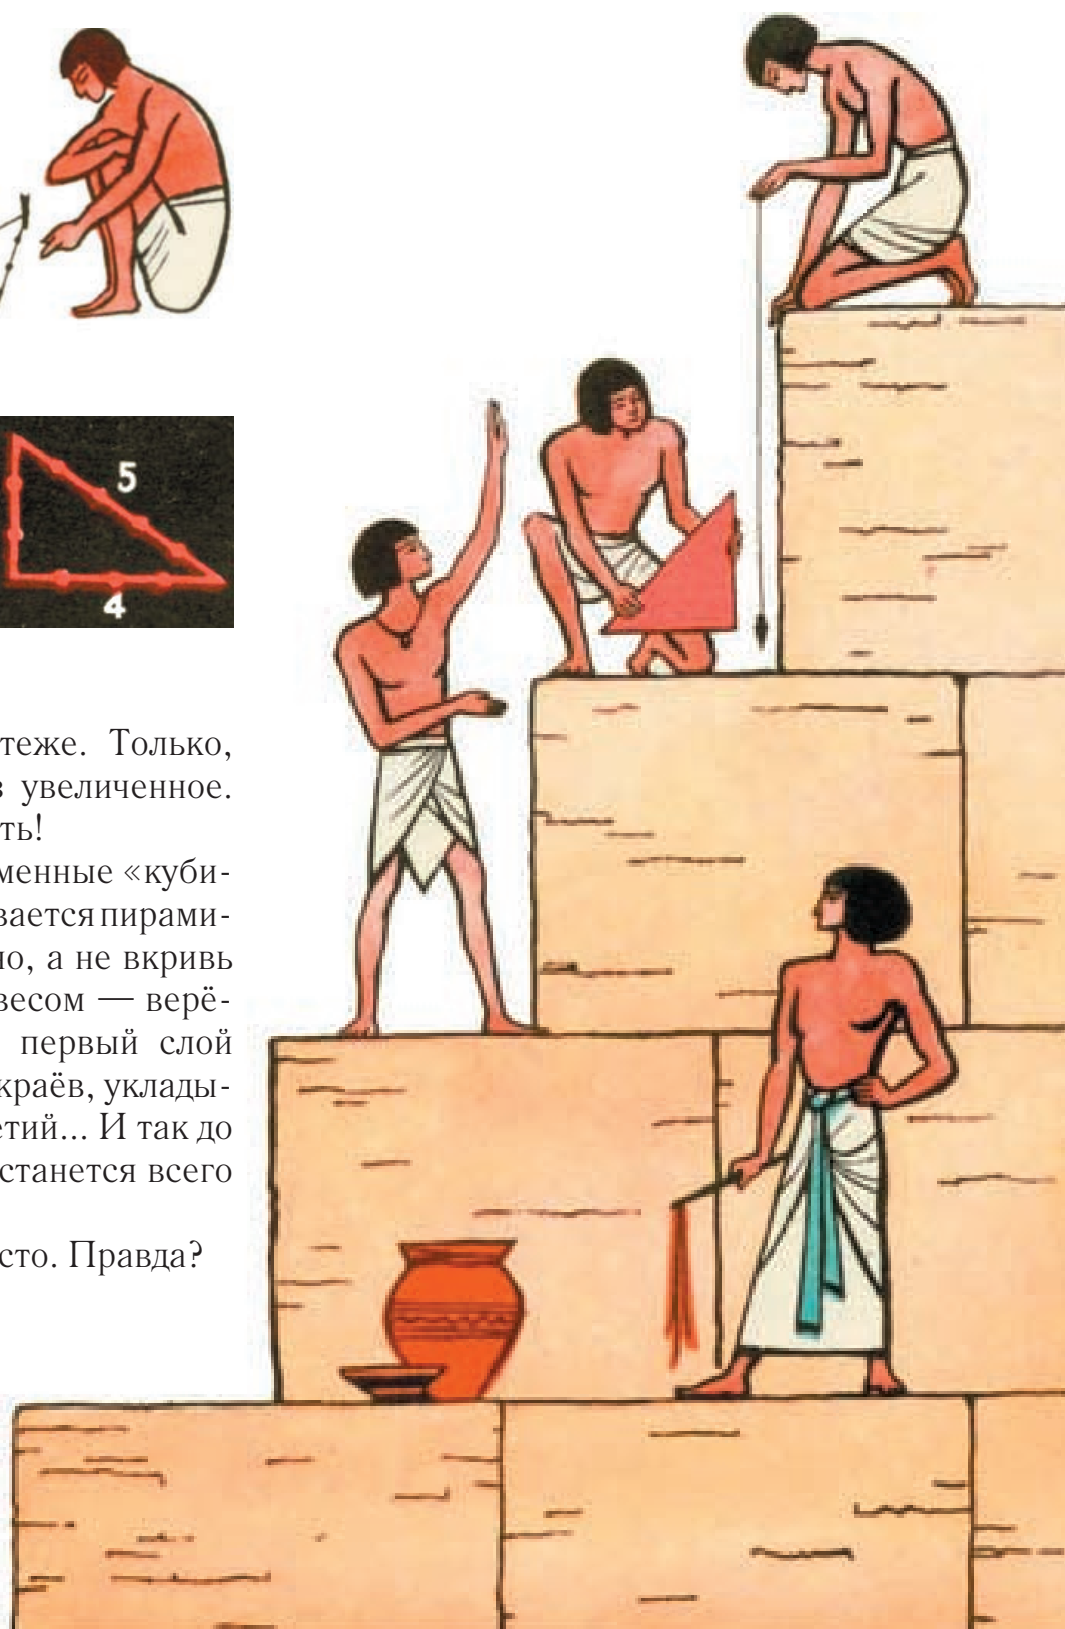 5
4
теже. Только,
в увеличенное.
ть!
менные «куби-
вается пирами-
но, а не вкривь
весом — верё-
первый слой
краёв, уклады-
етий... И так до
станется всего
сто. Правда?